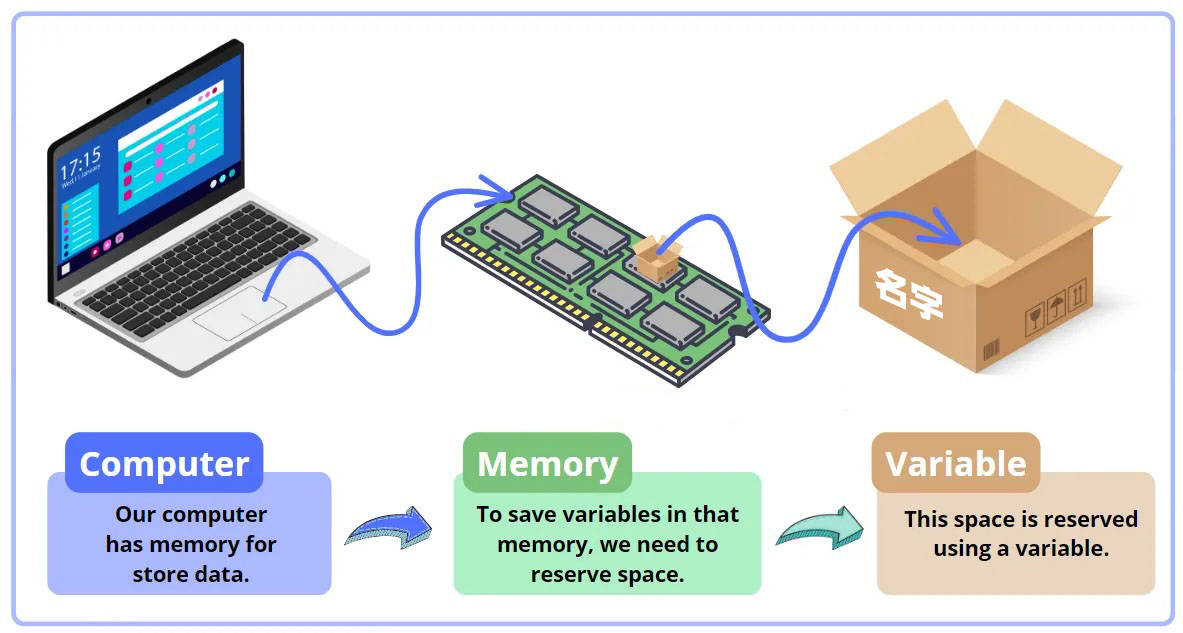 17:15
Wed,11 January
名字
Computer
Our computer
has memory for
store data.
Memory
To save variables in that
memory, we need to
reserve space.
Variable
This space is reserved
using a variable.